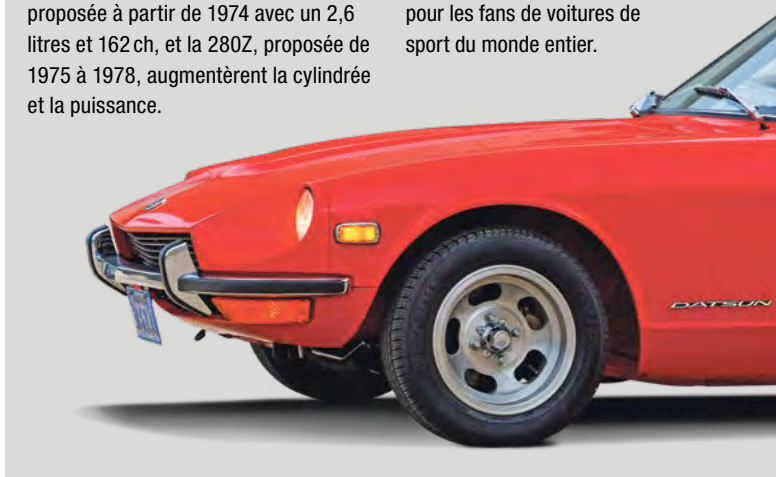 proposée à partir de 1974 avec un 2,6
litres et 162 ch, et la 280Z, proposée de
1975 à 1978, augmentèrent la cylindrée
et la puissance.
pour les fans de voitures de
sport du monde entier.
DATSUN